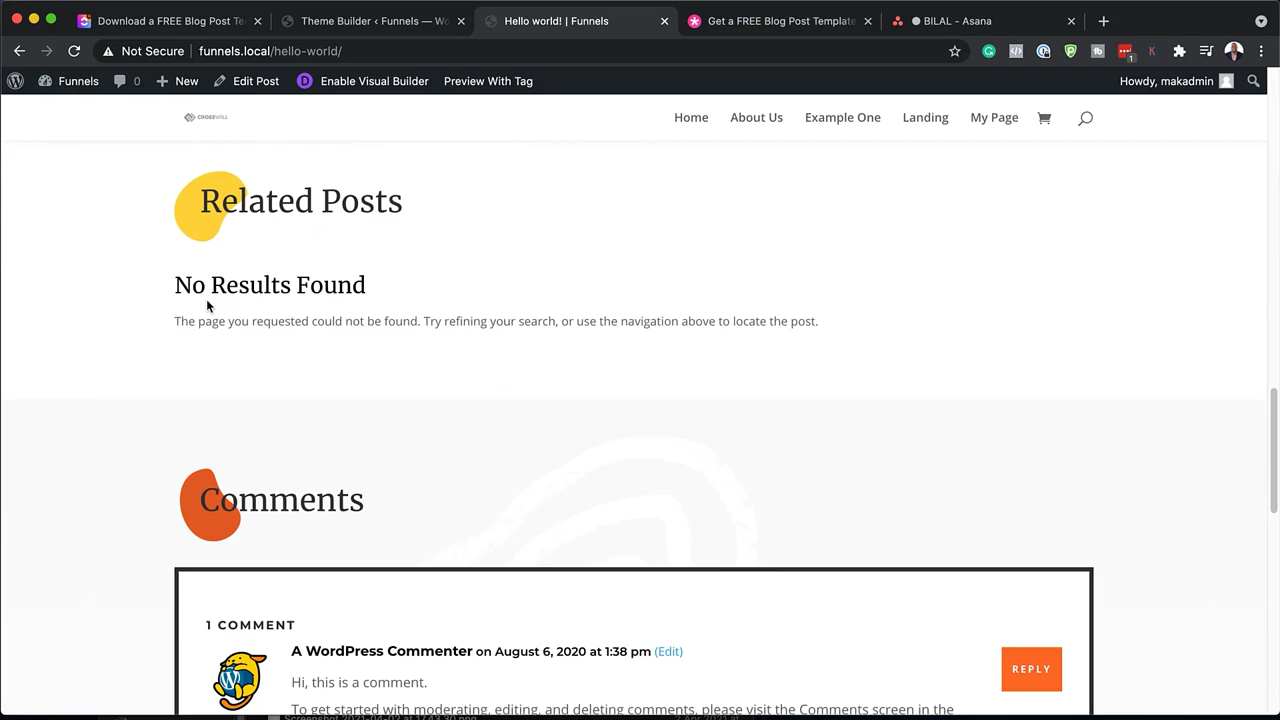 Download a FREE Blog Post Te
Theme Builder ‹ Funnels — Wo
Hello world! | Funnels
Get a FREE Blog Post Template
BILAL - Asana
Not Secure
funnels.local/hello-world/
Funnels
0
New
Edit Post
D
Enable Visual Builder
Preview With Tag
Howdy, makadmin
CROSSWALL
Home
About Us
Example One
Landing
My Page
Related Posts
No Results Found
The page you requested could not be found. Try refining your search, or use the navigation above to locate the post.
Comments
1 COMMENT
A WordPress Commenter on August 6, 2020 at 1:38 pm (Edit)
Hi, this is a comment.
REPLY
To get started with moderating, editing, and deleting comments, please visit the Comments screen in the